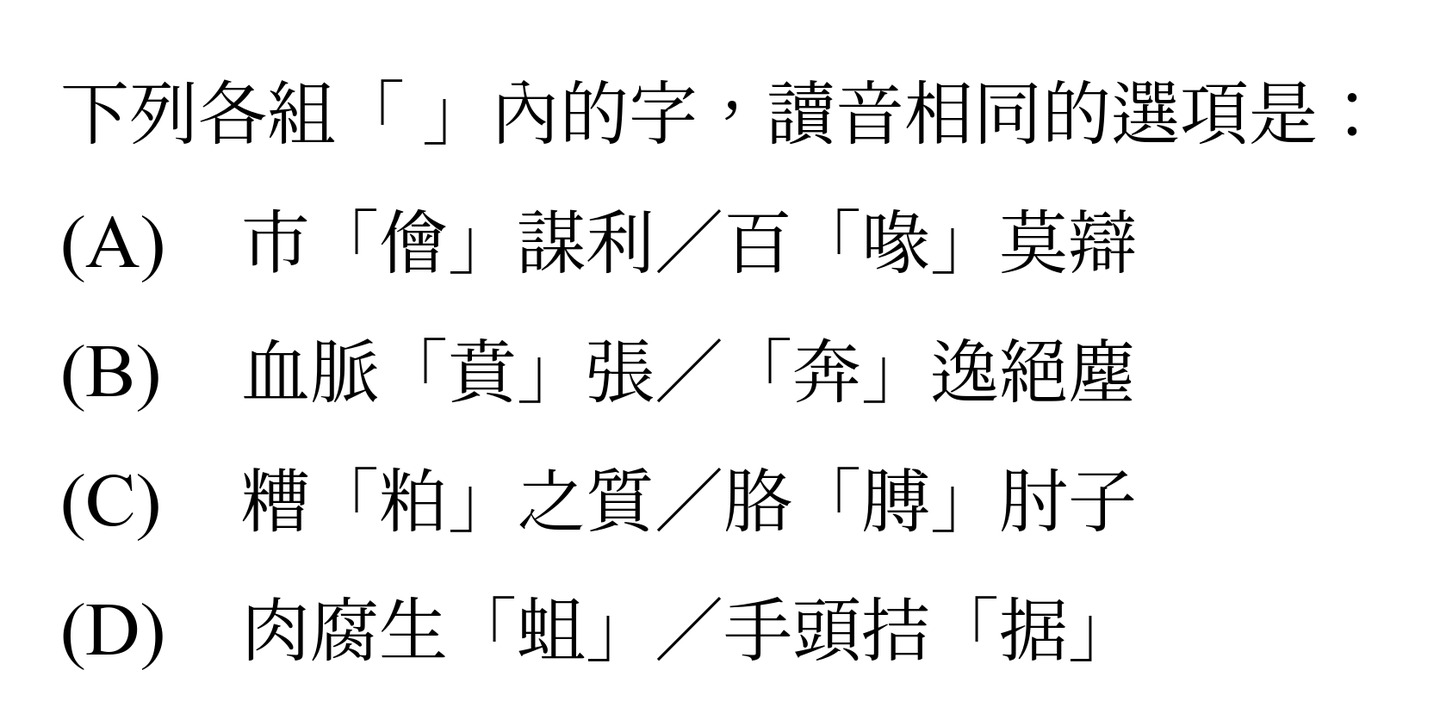 下列各組「 」內的字，讀音相同的選項是：
(A) 市「儈」謀利／百「喙」莫辯
(B) 血脈「賁」張／「奔」逸絕塵
(C) 糟「粕」之質／胳「膊」肘子
(D) 肉腐生「蛆」／手頭拮「据」